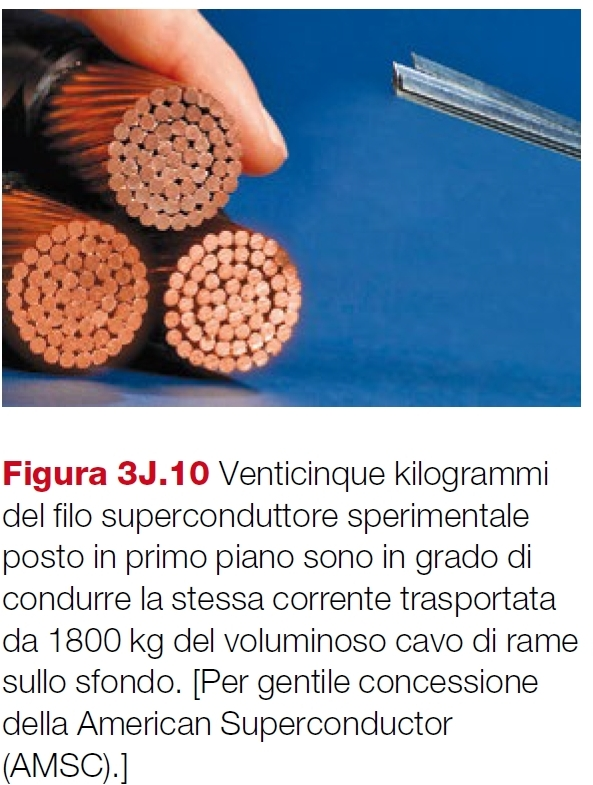 Figura 3J.10 Venticinque kilogrammi
del filo superconduttore sperimentale
posto in primo piano sono in grado di
condurre la stessa corrente trasportata
da 1800 kg del voluminoso cavo di rame
sullo sfondo. [Per gentile concessione
della American Superconductor
(AMSC).]